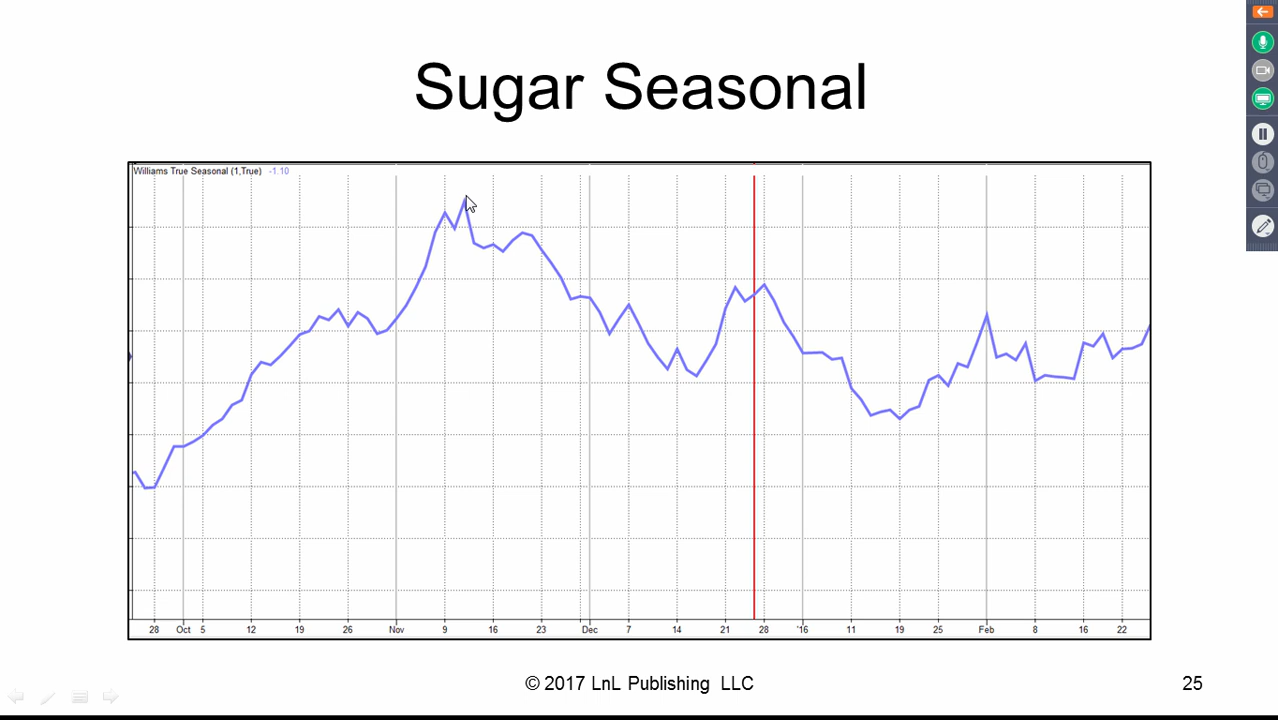 Sugar Seasonal
Williams True Seasonal (1,True) -1.10
28 Oct 5 12 19 26 Nov 9 16 23 Dec 7 14 21 28 '16 11 19 25 Feb 8 16 22
© 2017 LnL Publishing LLC
25